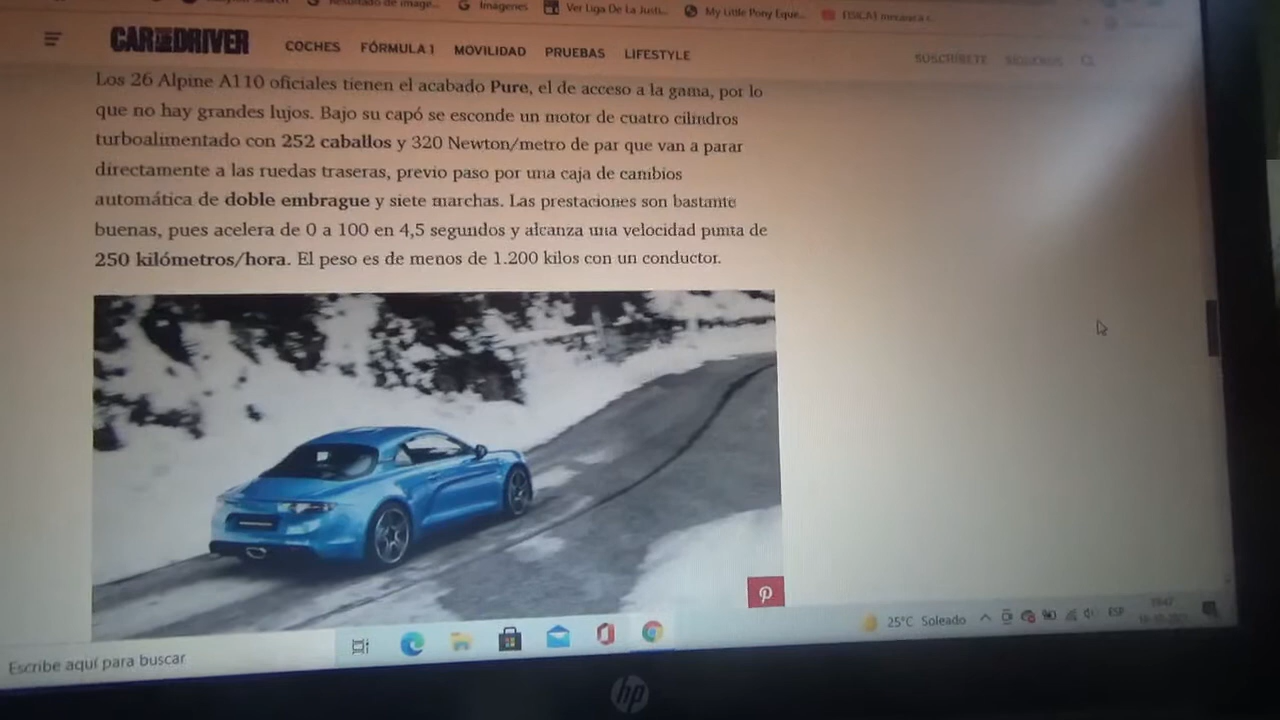 Imágenes Ver Liga De La Justi... My Little Pony Eque...
CAR AND DRIVER COCHES FÓRMULA 1 MOVILIDAD PRUEBAS LIFESTYLE SUSCRÍBETE SÍGUENOS
Los 26 Alpine A110 oficiales tienen el acabado Pure, el de acceso a la gama, por lo
que no hay grandes lujos. Bajo su capó se esconde un motor de cuatro cilindros
turboalimentado con 252 caballos y 320 Newton/metro de par que van a parar
directamente a las ruedas traseras, previo paso por una caja de cambios
automática de doble embrague y siete marchas. Las prestaciones son bastante
buenas, pues acelera de 0 a 100 en 4,5 segundos y alcanza una velocidad punta de
250 kilómetros/hora. El peso es de menos de 1.200 kilos con un conductor.
Escribe aquí para buscar 25°C Soleado ESP
hp